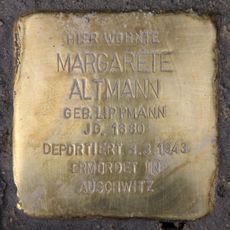 HIER WOHNTE
MARGARETE
ALTMANN
GEB. LIPPMANN
JG. 1880
DEPORTIERT 3.3.1943
ERMORDET IN
AUSCHWITZ